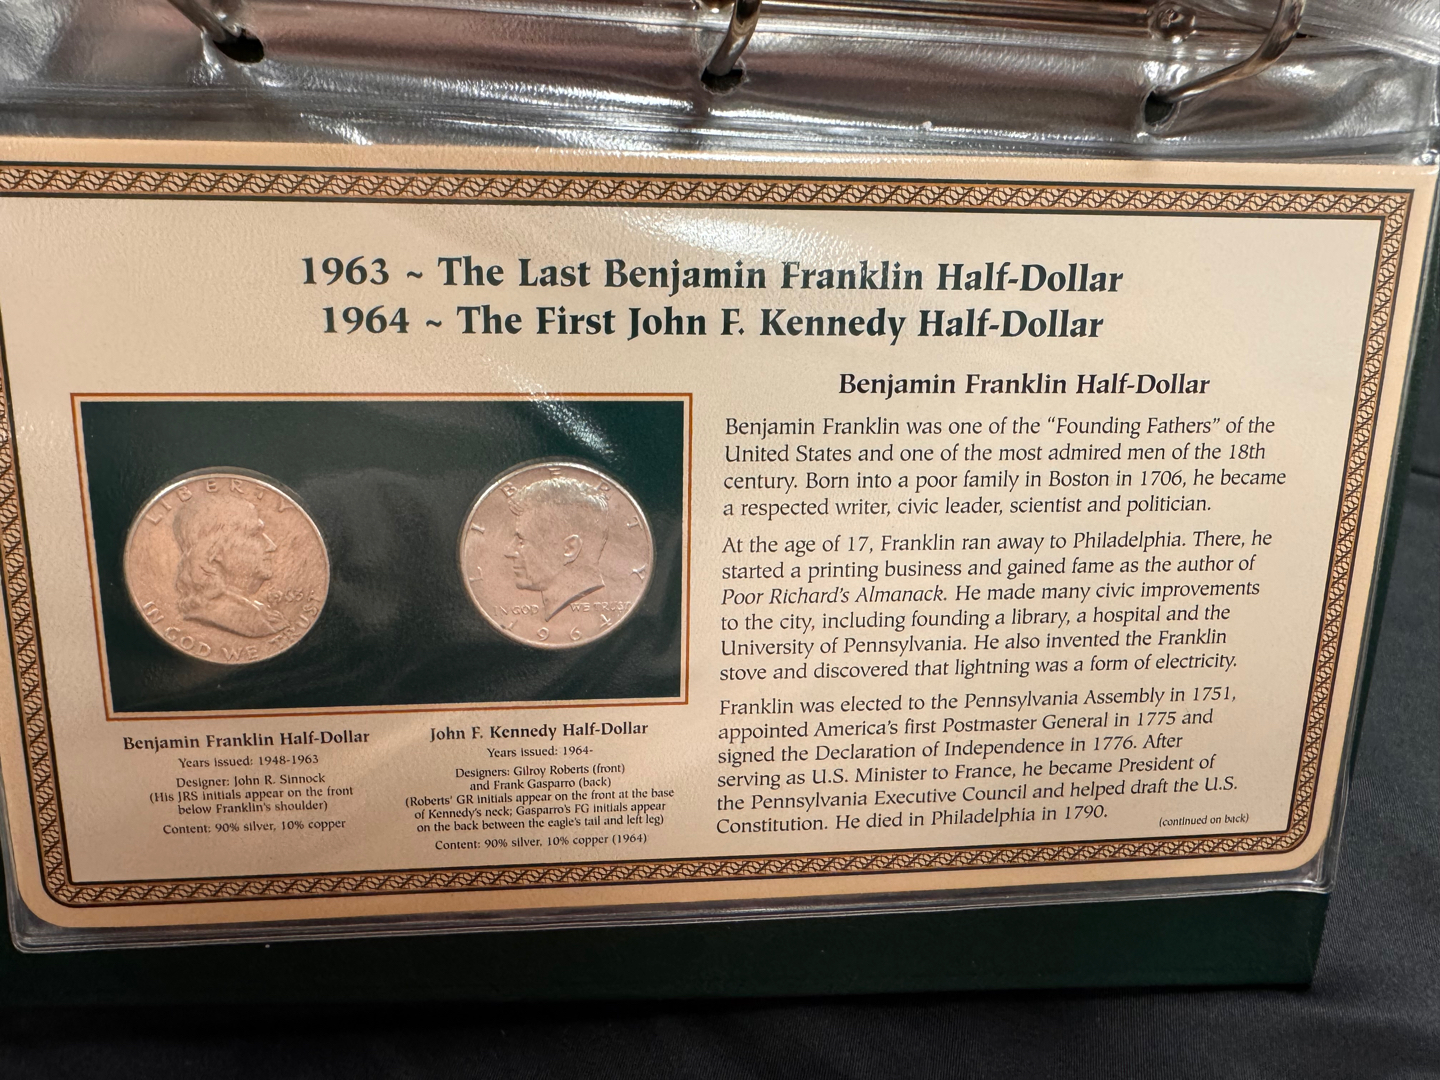 1963 ~ The Last Benjamin Franklin Half-Dollar
1964 ~ The First John F. Kennedy Half-Dollar
LIBERTY
1963
IN GOD WE TRUST
LIBERTY
IN GOD WE TRUST
1964
Benjamin Franklin Half-Dollar
Years issued: 1948-1963
Designer: John R. Sinnock
(His JRS initials appear on the front
below Franklin's shoulder)
Content: 90% silver, 10% copper
John F. Kennedy Half-Dollar
Years issued: 1964-
Designers: Gilroy Roberts (front)
and Frank Gasparro (back)
(Roberts' GR initials appear on the front at the base
of Kennedy's neck; Gasparro's FG initials appear
on the back between the eagle's tail and left leg)
Content: 90% silver, 10% copper (1964)
Benjamin Franklin Half-Dollar
Benjamin Franklin was one of the “Founding Fathers” of the
United States and one of the most admired men of the 18th
century. Born into a poor family in Boston in 1706, he became
a respected writer, civic leader, scientist and politician.
At the age of 17, Franklin ran away to Philadelphia. There, he
started a printing business and gained fame as the author of
Poor Richard's Almanack. He made many civic improvements
to the city, including founding a library, a hospital and the
University of Pennsylvania. He also invented the Franklin
stove and discovered that lightning was a form of electricity.
Franklin was elected to the Pennsylvania Assembly in 1751,
appointed America's first Postmaster General in 1775 and
signed the Declaration of Independence in 1776. After
serving as U.S. Minister to France, he became President of
the Pennsylvania Executive Council and helped draft the U.S.
Constitution. He died in Philadelphia in 1790.
(continued on back)